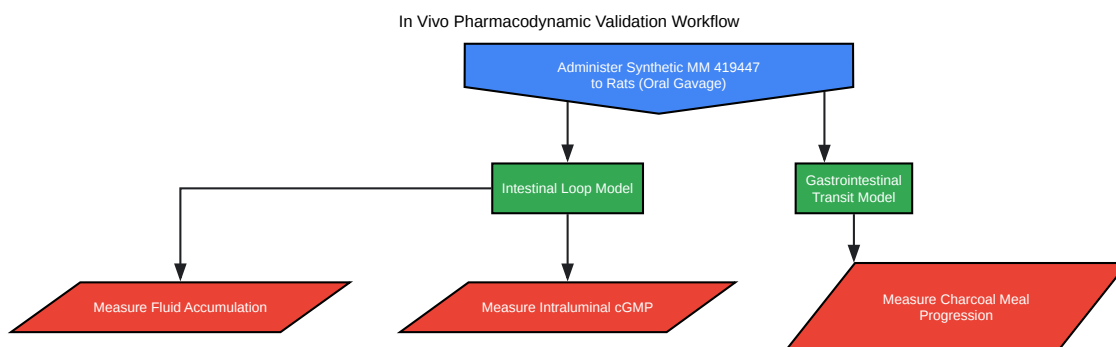 In Vivo Pharmacodynamic Validation Workflow
Administer Synthetic MM 419447
to Rats (Oral Gavage)
Intestinal Loop Model
Gastrointestinal
Transit Model
Measure Fluid Accumulation
Measure Intraluminal cGMP
Measure Charcoal Meal
Progression